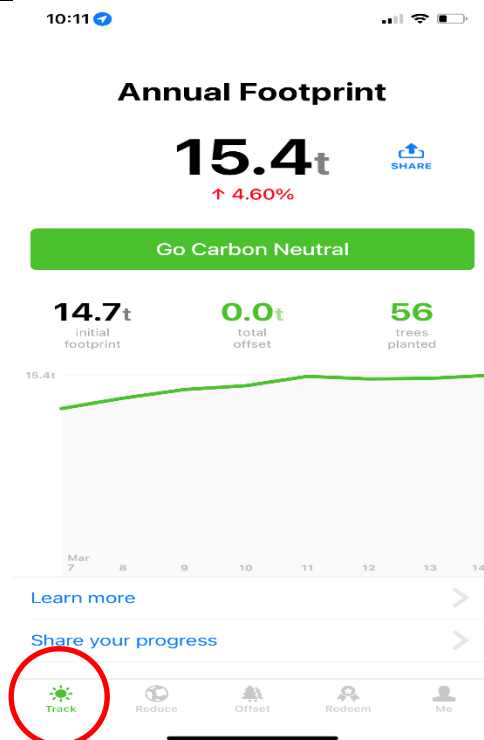 10:11
Annual Footprint
15.4t
SHARE
↑ 4.60%
Go Carbon Neutral
14.7t 0.0t 56
initial footprint total offset trees planted
15.4t
Mar
7 8 9 10 11 12 13 14
Learn more
Share your progress
Track Reduce Offset Redeem Me